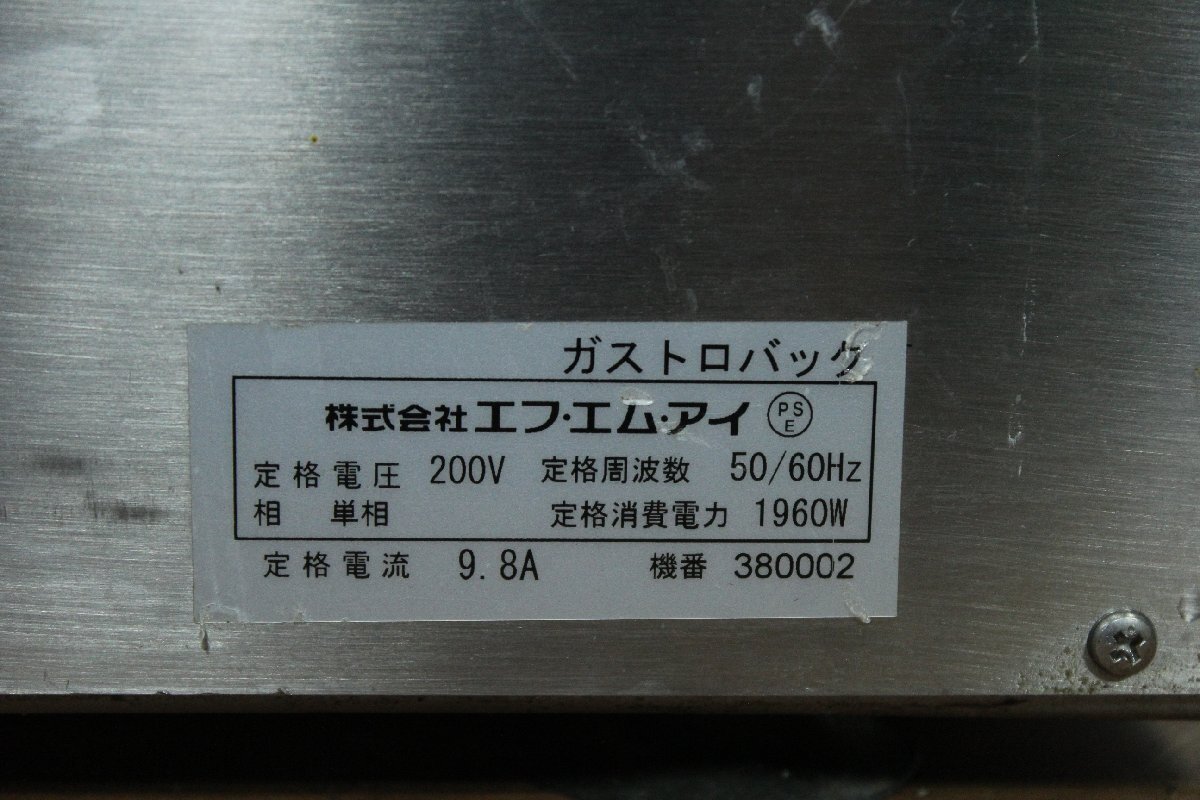 ガストロバック
株式会社エフ・エム・アイ PSE
定格電圧 200V 定格周波数 50/60Hz
相 単相 定格消費電力 1960W
定格電流 9.8A 機番 380002